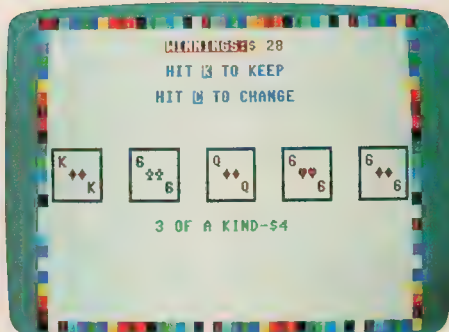 WINNINGS:$ 28
HIT K TO KEEP
HIT C TO CHANGE
K K
6 6
Q Q
6 6
6 6
3 OF A KIND-$4